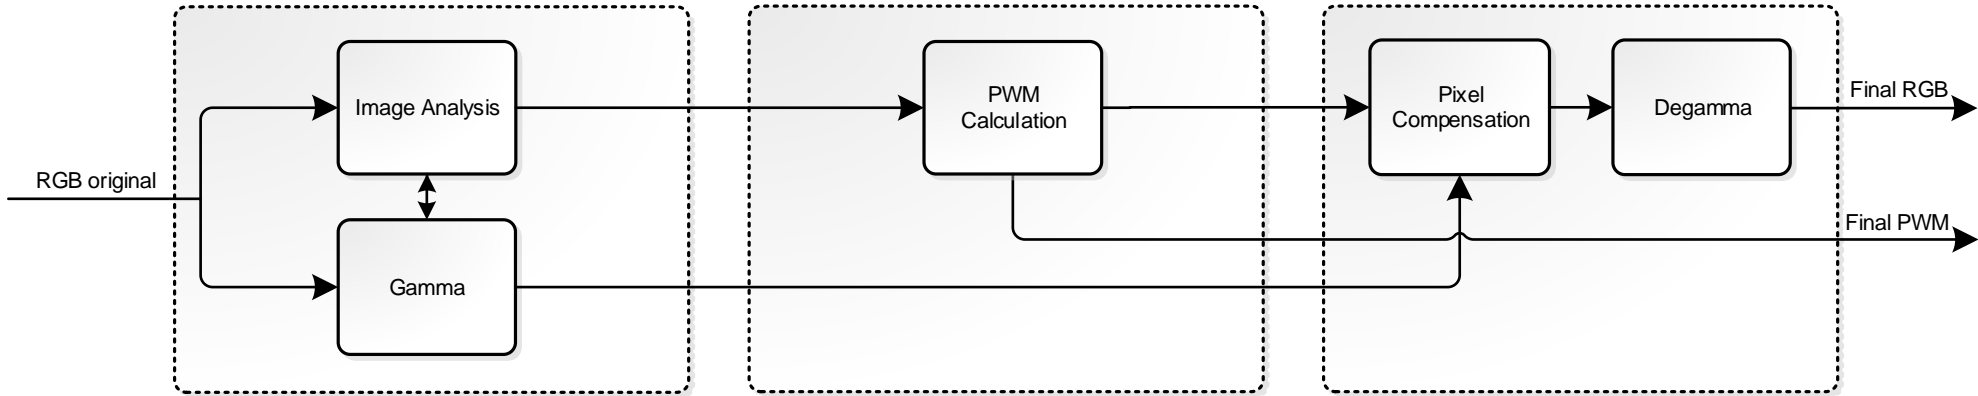 RGB original
Image Analysis
Gamma
PWM
Calculation
Pixel
Compensation
Degamma
Final RGB
Final PWM